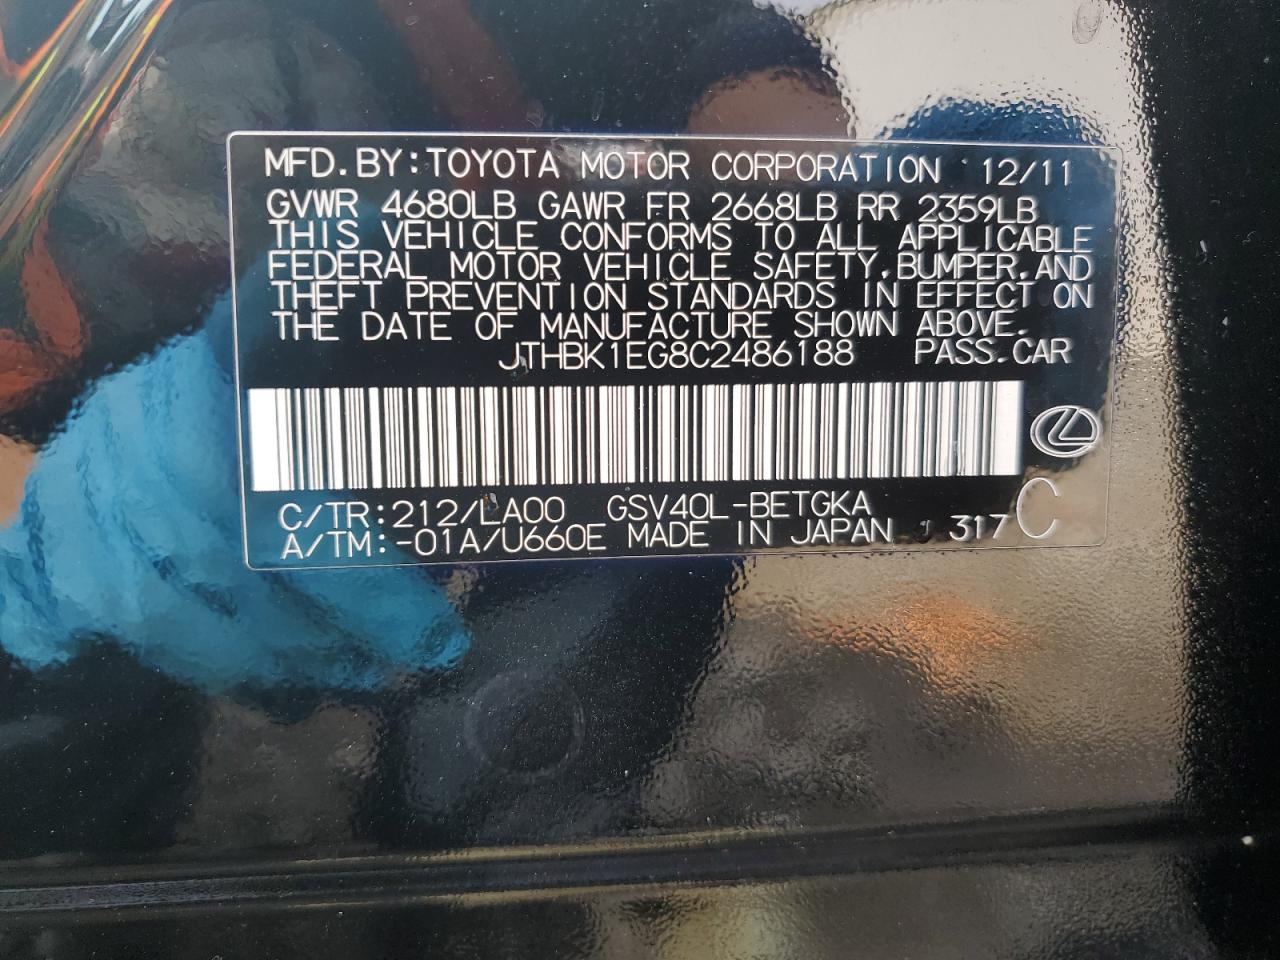 MFD.BY:TOYOTA MOTOR CORPORATION 12/11
GVWR 4680LB GAWR FR 2668LB RR 2359LB
THIS VEHICLE CONFORMS TO ALL APPLICABLE
FEDERAL MOTOR VEHICLE SAFETY,BUMPER,AND
THEFT PREVENTION STANDARDS IN EFFECT ON
THE DATE OF MANUFACTURE SHOWN ABOVE.
JTHBK1EG8C2486188 PASS.CAR
C/TR:212/LA00 GSV40L-BETGKA C
A/TM:-01A/U660E MADE IN JAPAN J 317